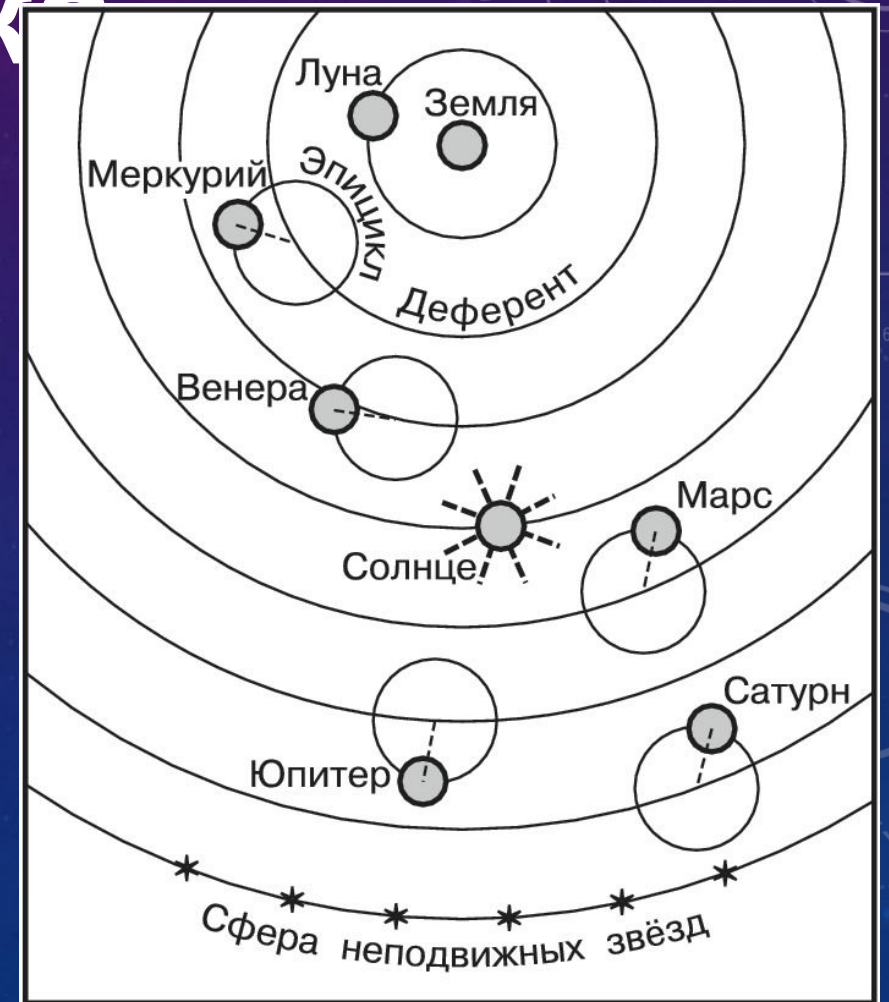 Луна
Земля
Меркурий
Эпицикл
Деферент
Венера
Марс
Солнце
Сатурн
Юпитер
Сфера неподвижных звёзд